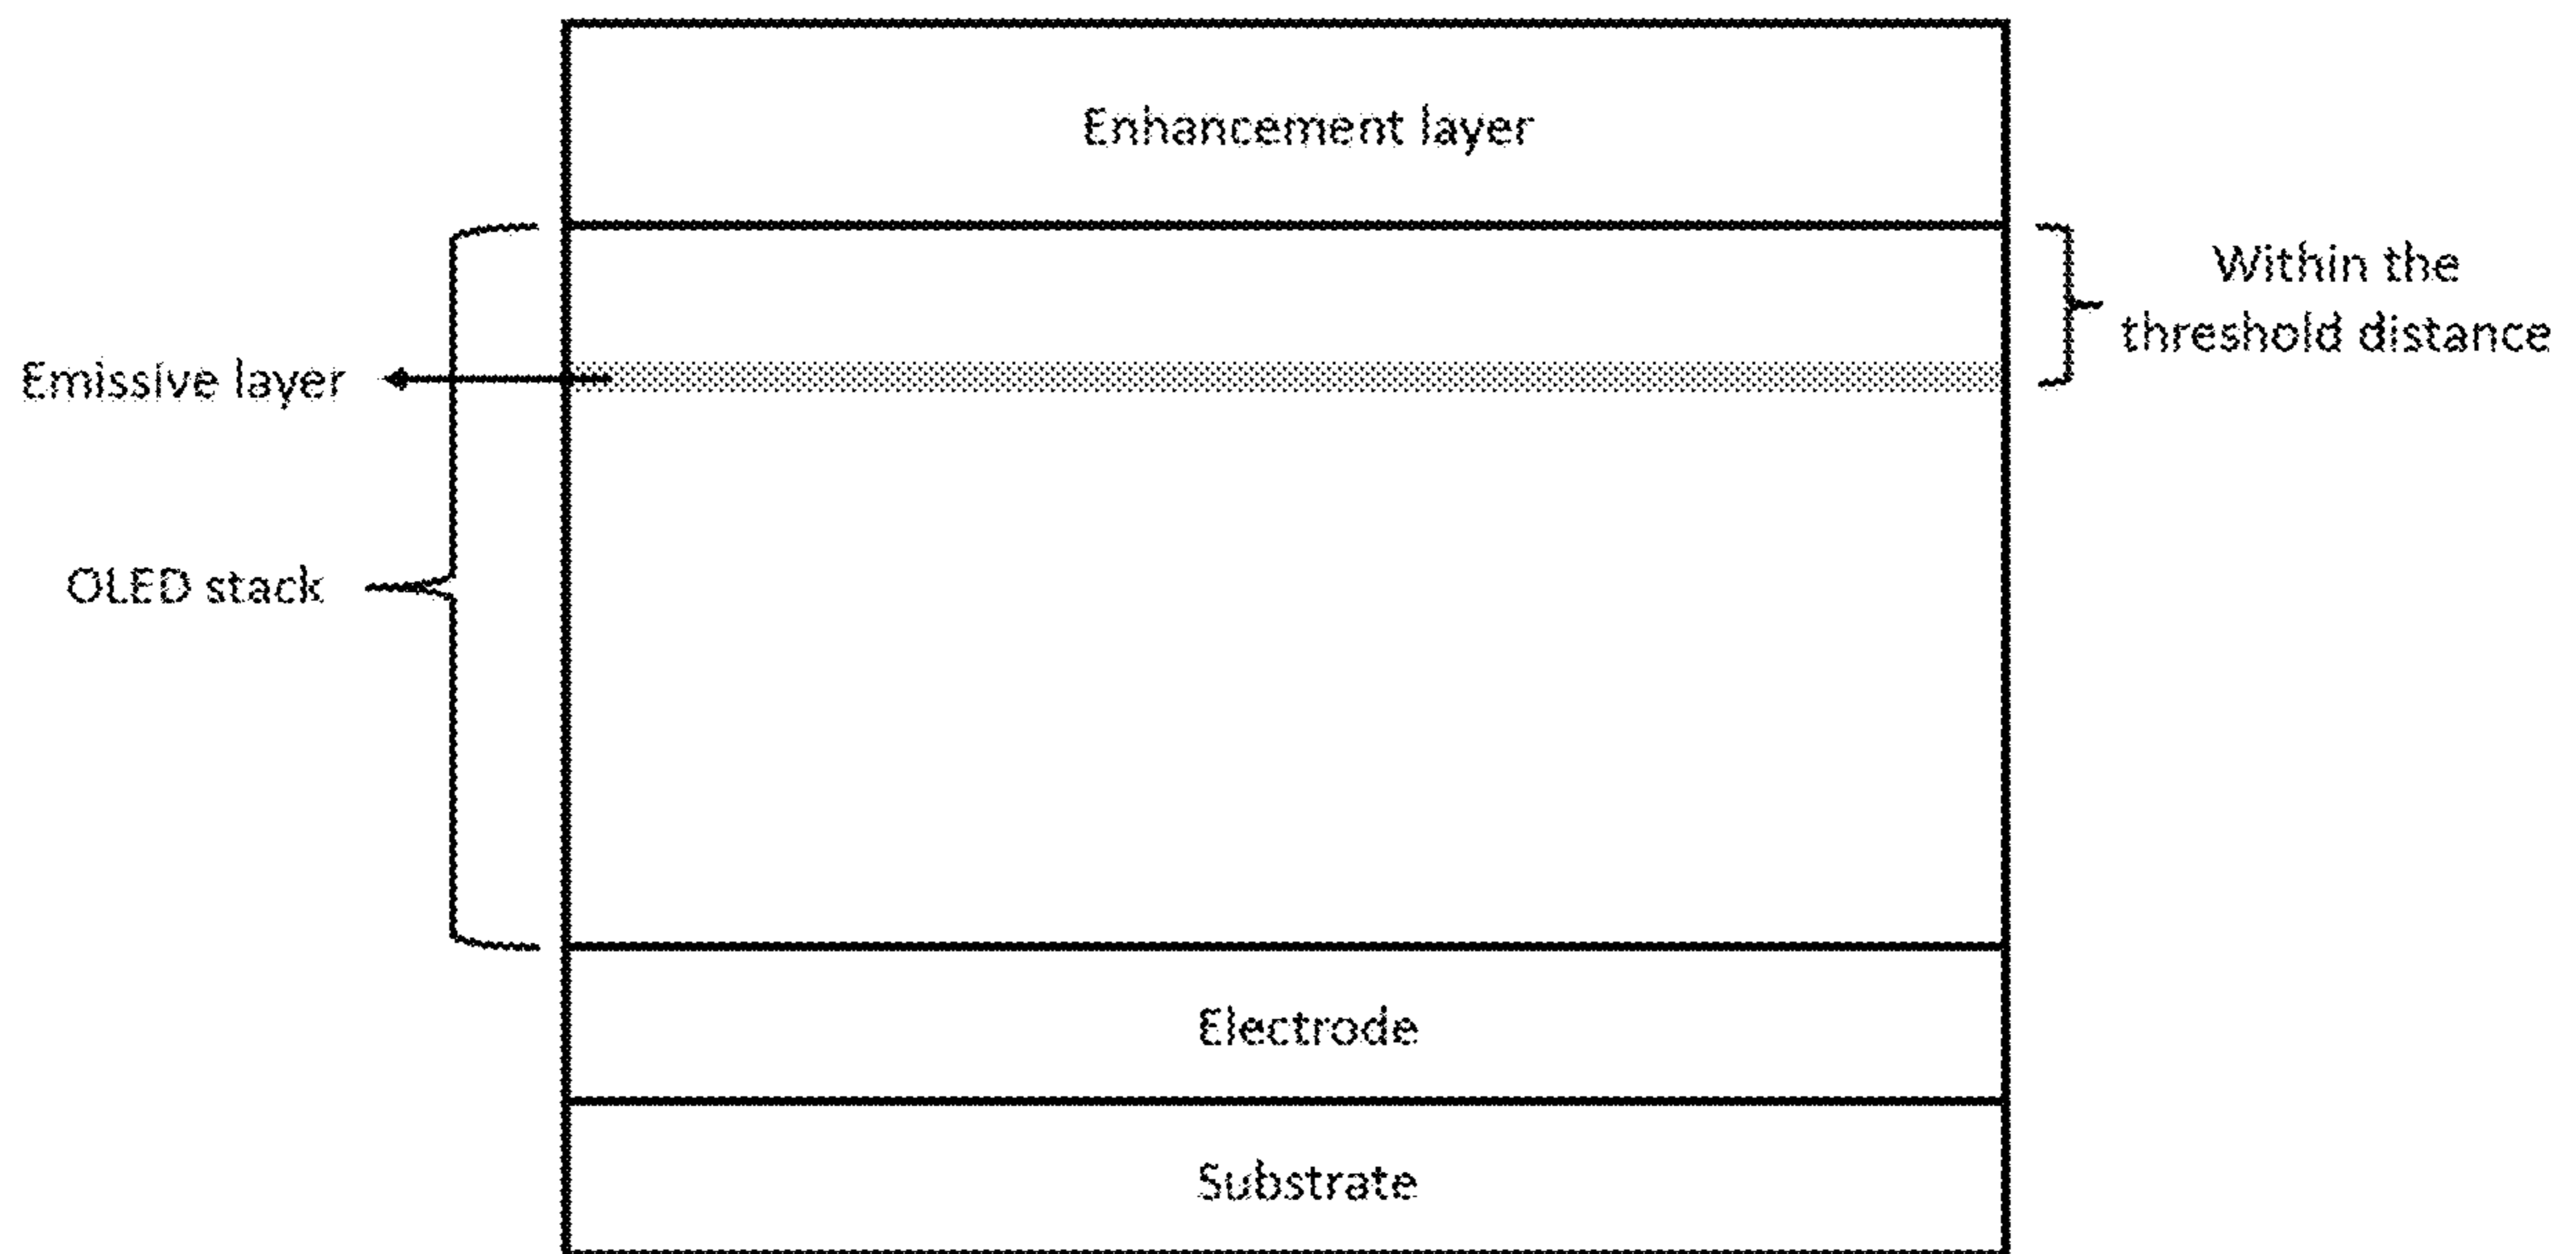 Enhancement layer
Within the
threshold distance
Emissive layer
OLED stack
Electrode
Substrate